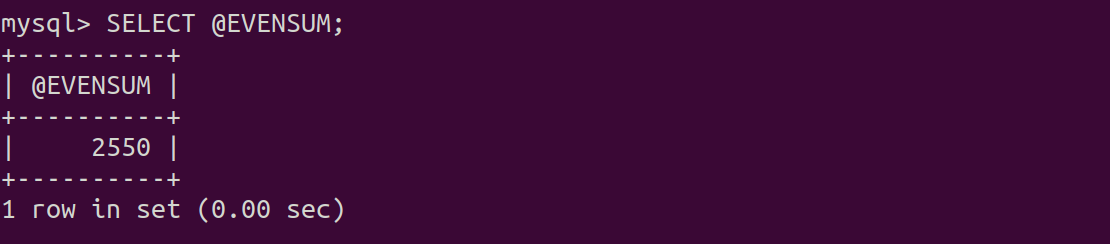 mysql> SELECT @EVENSUM;
+----------+
| @EVENSUM |
+----------+
|     2550 |
+----------+
1 row in set (0.00 sec)